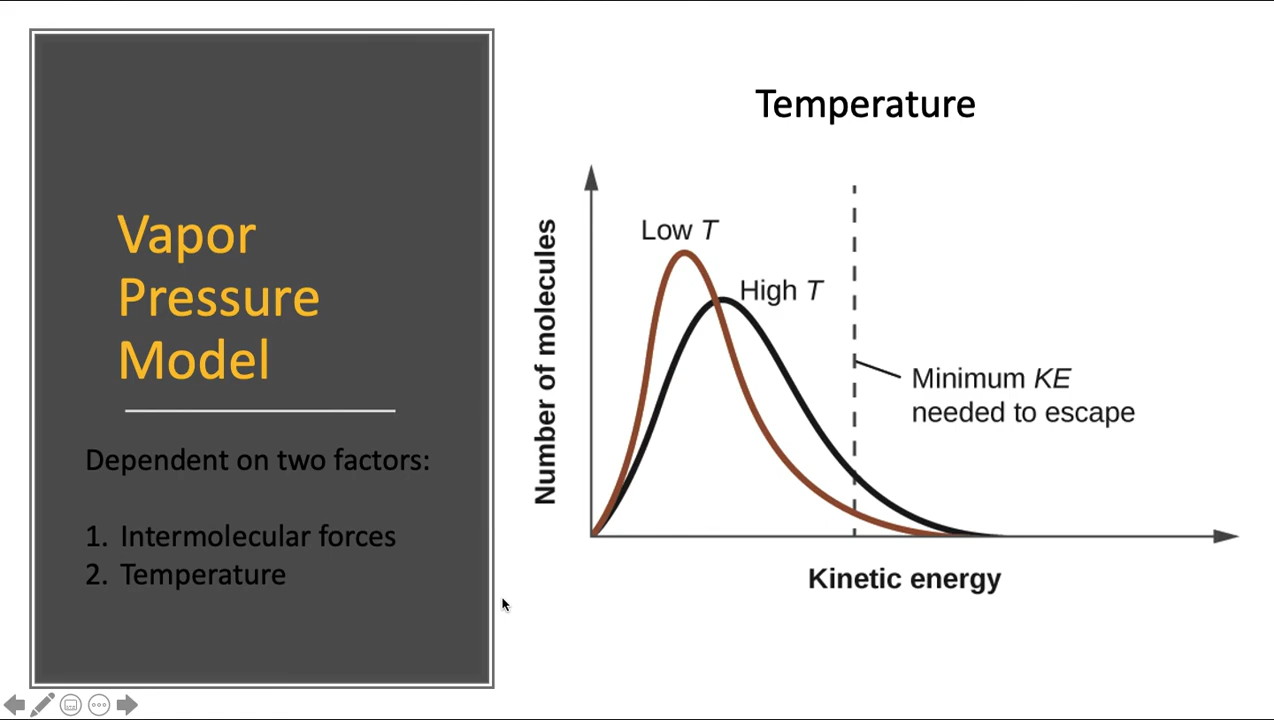 Vapor
Pressure
Model
Dependent on two factors:
1. Intermolecular forces
2. Temperature
Temperature
Number of molecules
Low T
High T
Minimum KE
needed to escape
Kinetic energy